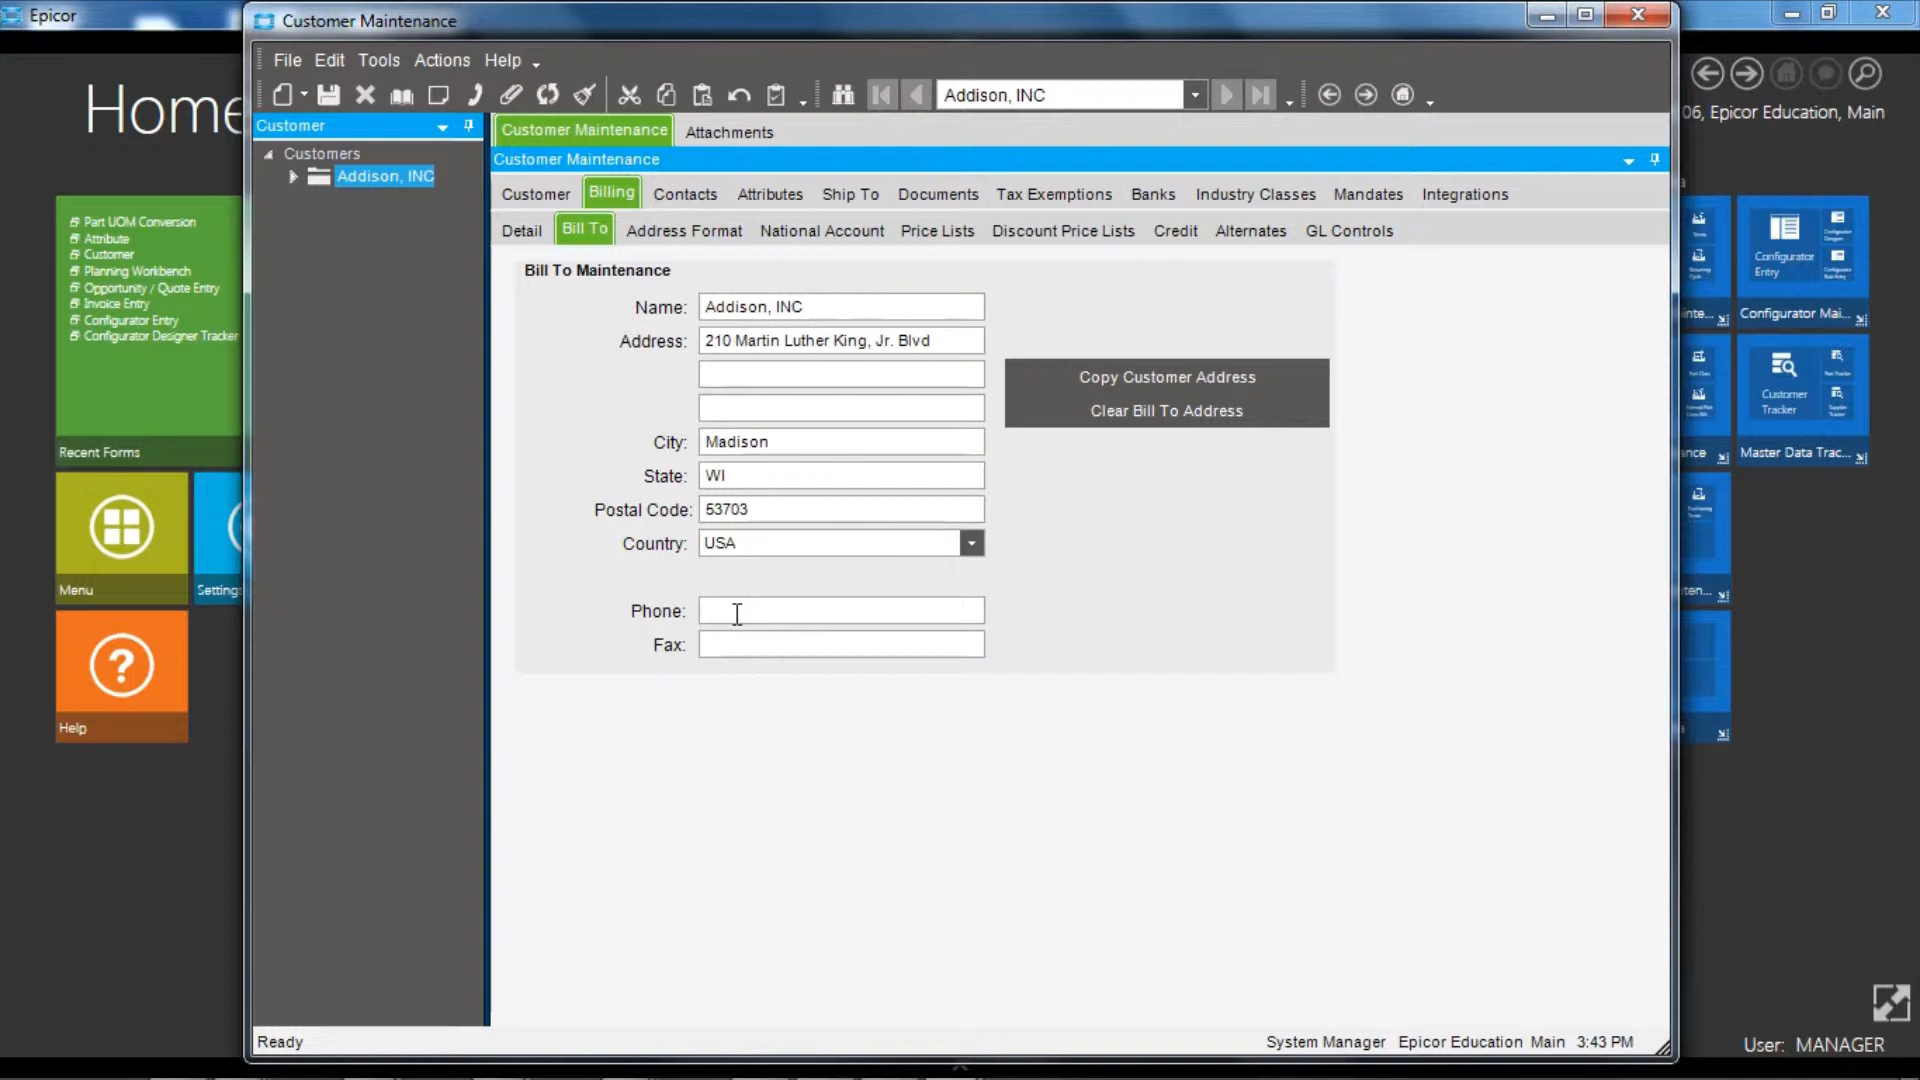 Epicor
Customer Maintenance
File Edit Tools Actions Help
Addison, INC
Home
06, Epicor Education, Main
Customer
Customers
Addison, INC
Customer Maintenance Attachments
Customer Maintenance
Customer Billing Contacts Attributes Ship To Documents Tax Exemptions Banks Industry Classes Mandates Integrations
Detail Bill To Address Format National Account Price Lists Discount Price Lists Credit Alternates GL Controls
Bill To Maintenance
Name: Addison, INC
Address: 210 Martin Luther King, Jr. Blvd
City: Madison
State: WI
Postal Code: 53703
Country: USA
Phone:
Fax:
Copy Customer Address
Clear Bill To Address
Part UOM Conversion
Attribute
Customer
Planning Workbench
Opportunity / Quote Entry
Invoice Entry
Configurator Entry
Configurator Designer Tracker
Recent Forms
Menu
Settings
Help
Configurator
Entry
Configurator Mai...
Customer
Tracker
Master Data Trac...
Ready
System Manager Epicor Education Main 3:43 PM
User: MANAGER